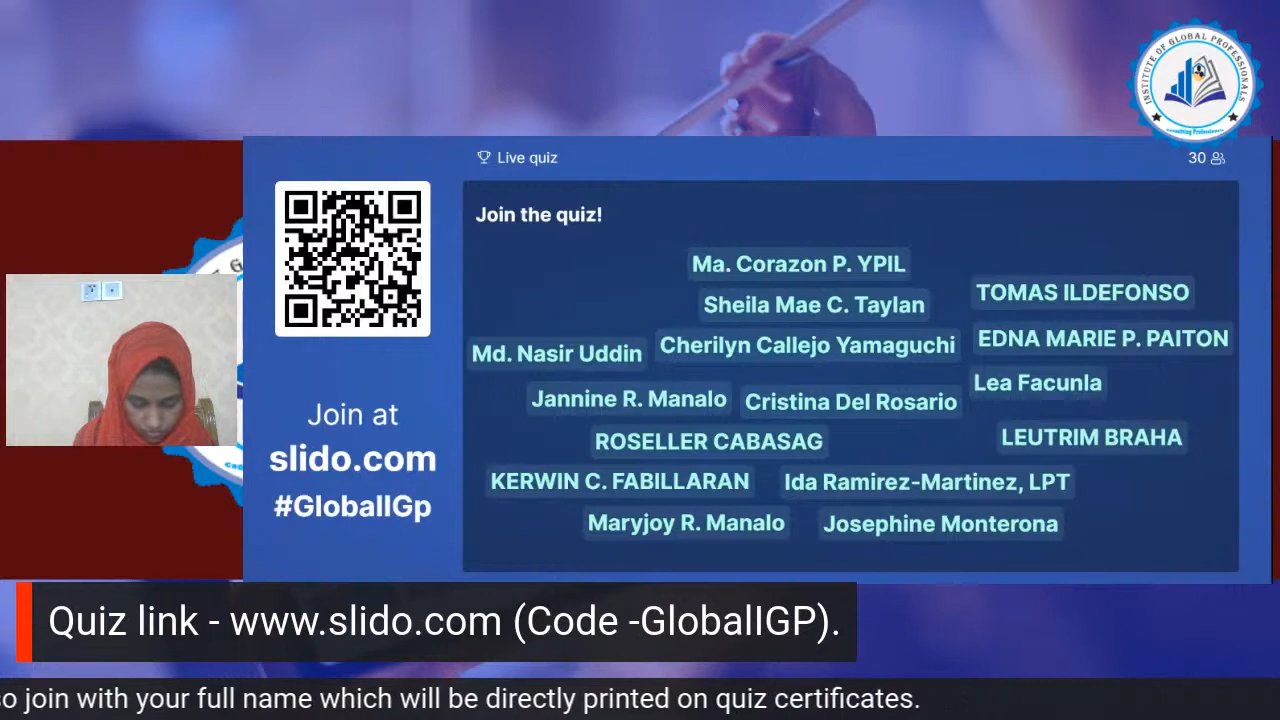 INSTITUTE OF GLOBAL PROFESSIONALS
Live quiz
30
Join the quiz!
Ma. Corazon P. YPIL
TOMAS ILDEFONSO
Sheila Mae C. Taylan
EDNA MARIE P. PAITON
Cherilyn Callejo Yamaguchi
Md. Nasir Uddin
Lea Facunla
Jannine R. Manalo
Cristina Del Rosario
LEUTRIM BRAHA
ROSELLER CABASAG
KERWIN C. FABILLARAN
Ida Ramirez-Martinez, LPT
Maryjoy R. Manalo
Josephine Monterona
Join at
slido.com
#GlobalIGp
Quiz link - www.slido.com (Code -GlobalIGP).
join with your full name which will be directly printed on quiz certificates.